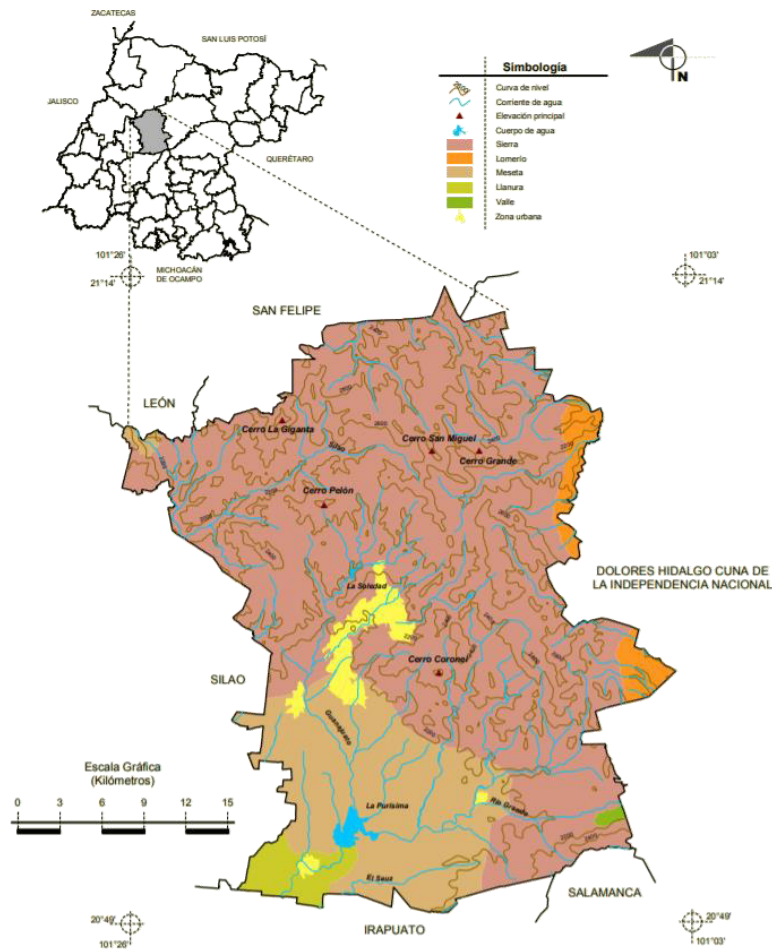 ZACATECAS
SAN LUIS POTOSÍ
JALISCO
QUERÉTARO
MICHOACÁN
DE OCAMPO
N
Simbología
Curva de nivel
Corriente de agua
Elevación principal
Cuerpo de agua
Sierra
Lomerío
Meseta
Llanura
Valle
Zona urbana
101°26'
21°14'
101°03'
21°14'
SAN FELIPE
LEÓN
Cerro La Giganta
Cerro San Miguel
Silao
Cerro Grande
Cerro Pelón
DOLORES HIDALGO CUNA DE
LA INDEPENDENCIA NACIONAL
La Soledad
Cerro Coronel
SILAO
Guanajuato
Escala Gráfica
(Kilómetros)
0 3 6 9 12 15
La Purísima
Río Grande
El Sauz
SALAMANCA
IRAPUATO
20°49'
101°26'
20°49'
101°03'